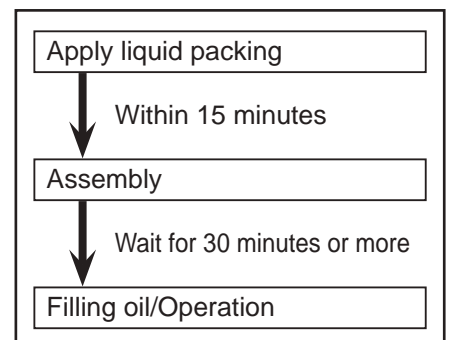 Apply liquid packing
Within 15 minutes
Assembly
Wait for 30 minutes or more
Filling oil/Operation